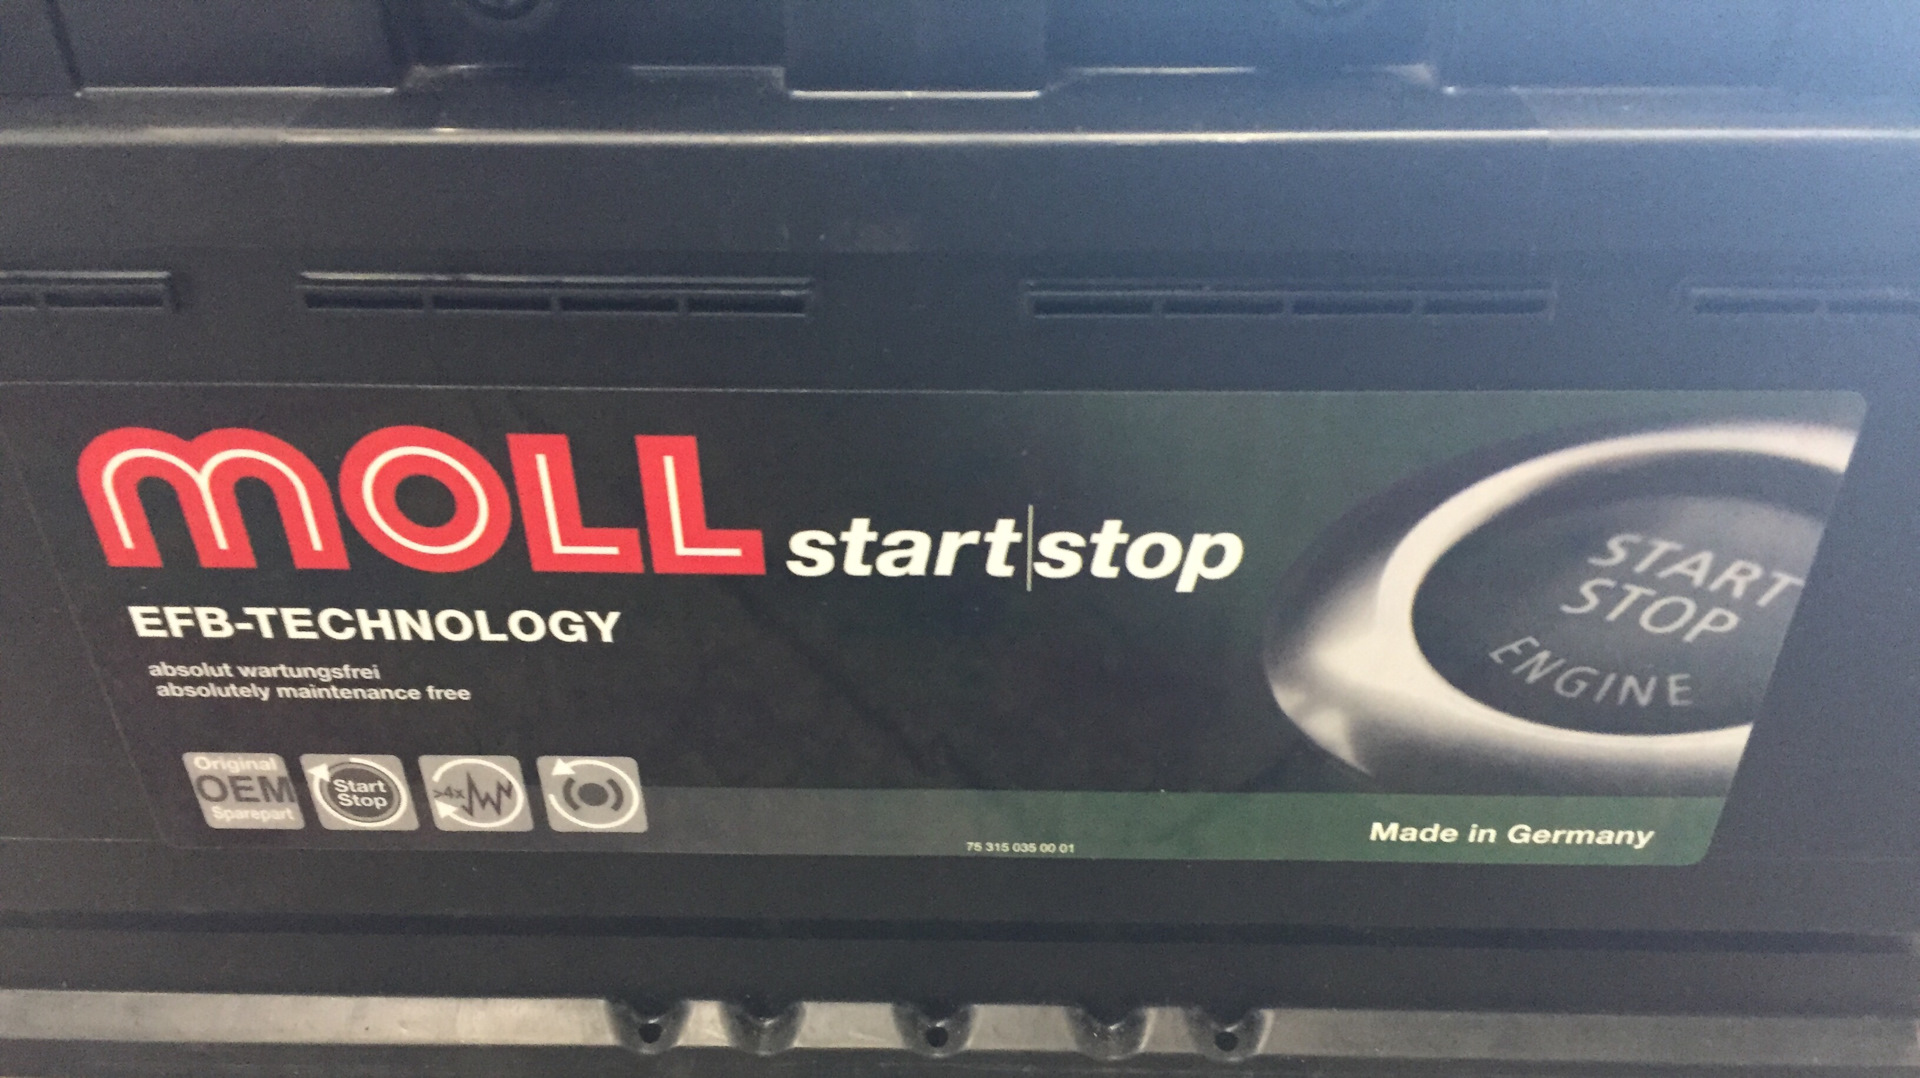 MOLL start|stop
EFB-TECHNOLOGY
absolut wartungsfrei
absolutely maintenance free
Original
OEM
Sparepart
Start
Stop
>4x
75 315 035 00 01
Made in Germany
START
STOP
ENGINE